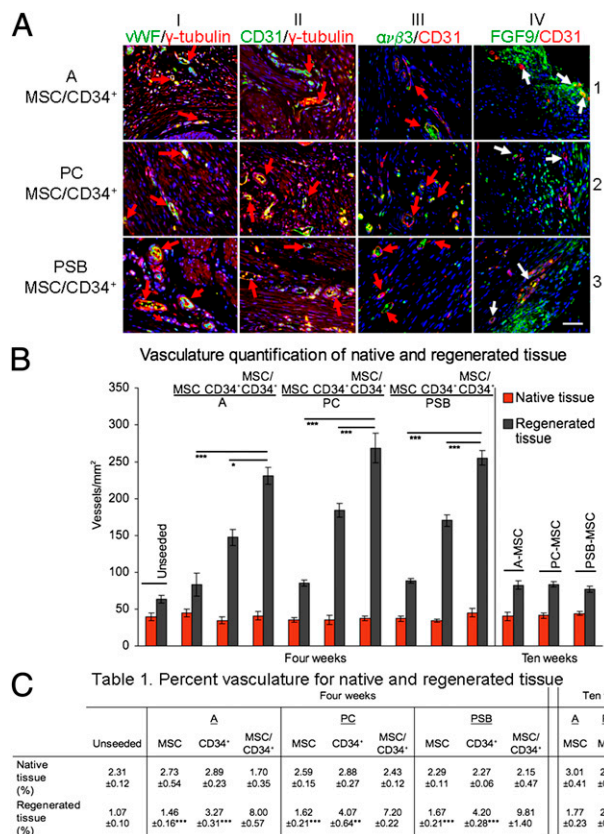 A
I II III IV
vWF/γ-tubulin CD31/γ-tubulin ανβ3/CD31 FGF9/CD31
A
MSC/CD34+
1
PC
MSC/CD34+
2
PSB
MSC/CD34+
3
B
Vasculature quantification of native and regenerated tissue
MSC/ MSC/ MSC/
MSC CD34+ CD34+ MSC CD34+ CD34+ MSC CD34+ CD34+
A PC PSB
Native tissue
Regenerated
tissue
Vessels/mm²
350
300
250
200
150
100
50
0
*** * *** *** *** ***
Unseeded
A-MSC PC-MSC PSB-MSC
Four weeks Ten weeks
C Table 1. Percent vasculature for native and regenerated tissue
Four weeks Ten
A PC PSB A
Unseeded MSC CD34+ MSC/CD34+ MSC CD34+ MSC/CD34+ MSC CD34+ MSC/CD34+ MSC
Native 2.31 2.73 2.89 1.70 2.59 2.88 2.43 2.29 2.27 2.15 3.01
tissue ±0.12 ±0.54 ±0.23 ±0.35 ±0.15 ±0.27 ±0.12 ±0.11 ±0.06 ±0.47 ±0.41
(%)
Regenerated 1.07 1.46 3.27 8.00 1.62 4.07 7.20 1.67 4.20 9.81 1.77
tissue ±0.10 ±0.16*** ±0.31*** ±0.57 ±0.21*** ±0.64** ±0.22 ±0.21*** ±0.28*** ±1.40 ±0.23
(%)